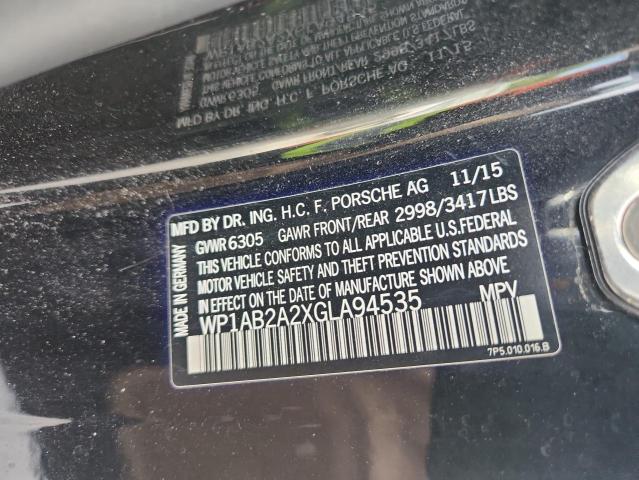 MFD BY DR. ING. H.C. F. PORSCHE AG 11/15
GVWR 6305 GAWR FRONT/REAR 2998/3417LBS
THIS VEHICLE CONFORMS TO ALL APPLICABLE U.S.FEDERAL
MOTOR VEHICLE SAFETY AND THEFT PREVENTION STANDARDS
IN EFFECT ON THE DATE OF MANUFACTURE SHOWN ABOVE
WP1AB2A2XGLA94535 MPV
7P5.010.016.B
MADE IN GERMANY